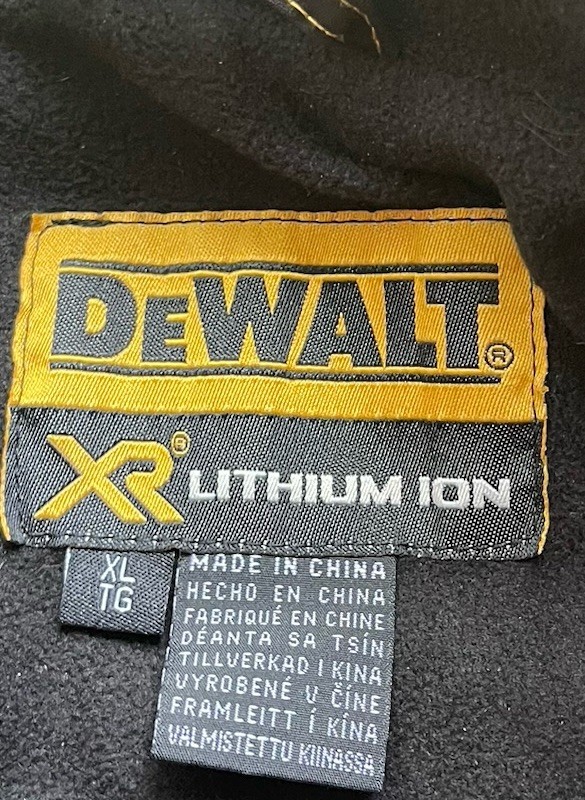 DEWALT®
XR® LITHIUM ION
XL
TG
MADE IN CHINA
HECHO EN CHINA
FABRIQUÉ EN CHINE
DÉANTA SA TSÍN
TILLVERKAD I KINA
VYROBENÉ V ČÍNE
FRAMLEITT Í KÍNA
VALMISTETTU KIINASSA